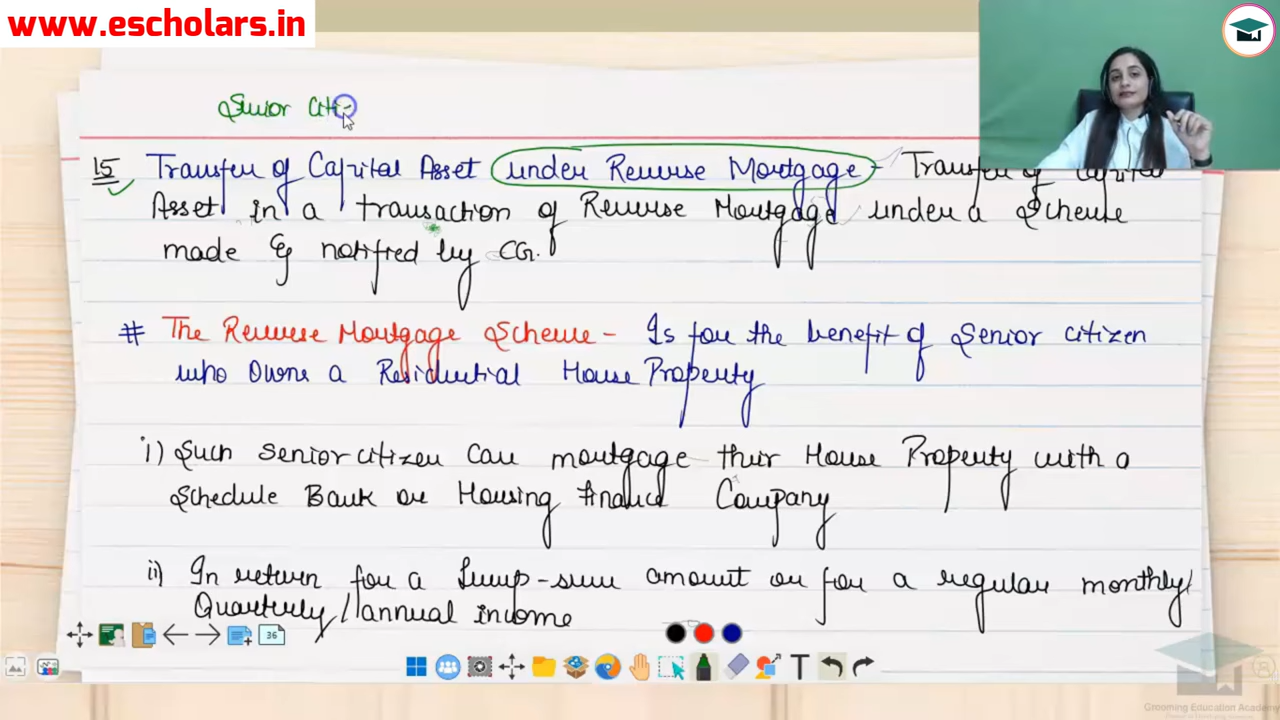 www.escholars.in
Senior Citi
15 Transfer of Capital Asset under Reverse Mortgage - Transfer of Capital
Asset in a transaction of Reverse Mortgage under a Scheme
made & notified by CG.
# The Reverse Mortgage Scheme - Is for the benefit of Senior citizen
who Owns a Residential House Property
i) Such senior citizen can mortgage their House Property with a
Schedule Bank or Housing finance Company
ii) In return for a Lump-sum amount or for a regular monthly/
Quarterly / annual income
36
T
Grooming Education Academy